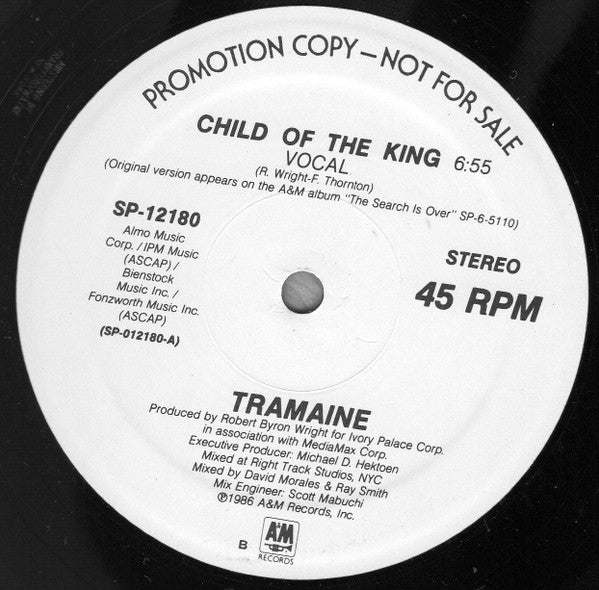 PROMOTION COPY—NOT FOR SALE
CHILD OF THE KING 6:55
VOCAL
(R. Wright-F. Thornton)
(Original version appears on the A&M album "The Search Is Over" SP-6-5110)
SP-12180
Almo Music
Corp. / IPM Music
(ASCAP) /
Bienstock
Music Inc. /
Fonzworth Music Inc.
(ASCAP)
(SP-012180-A)
STEREO
45 RPM
TRAMAINE
Produced by Robert Byron Wright for Ivory Palace Corp.
in association with MediaMax Corp.
Executive Producer: Michael D. Hektoen
Mixed at Right Track Studios, NYC
Mixed by David Morales & Ray Smith
Mix Engineer: Scott Mabuchi
℗1986 A&M Records, Inc.
B
A&M
RECORDS